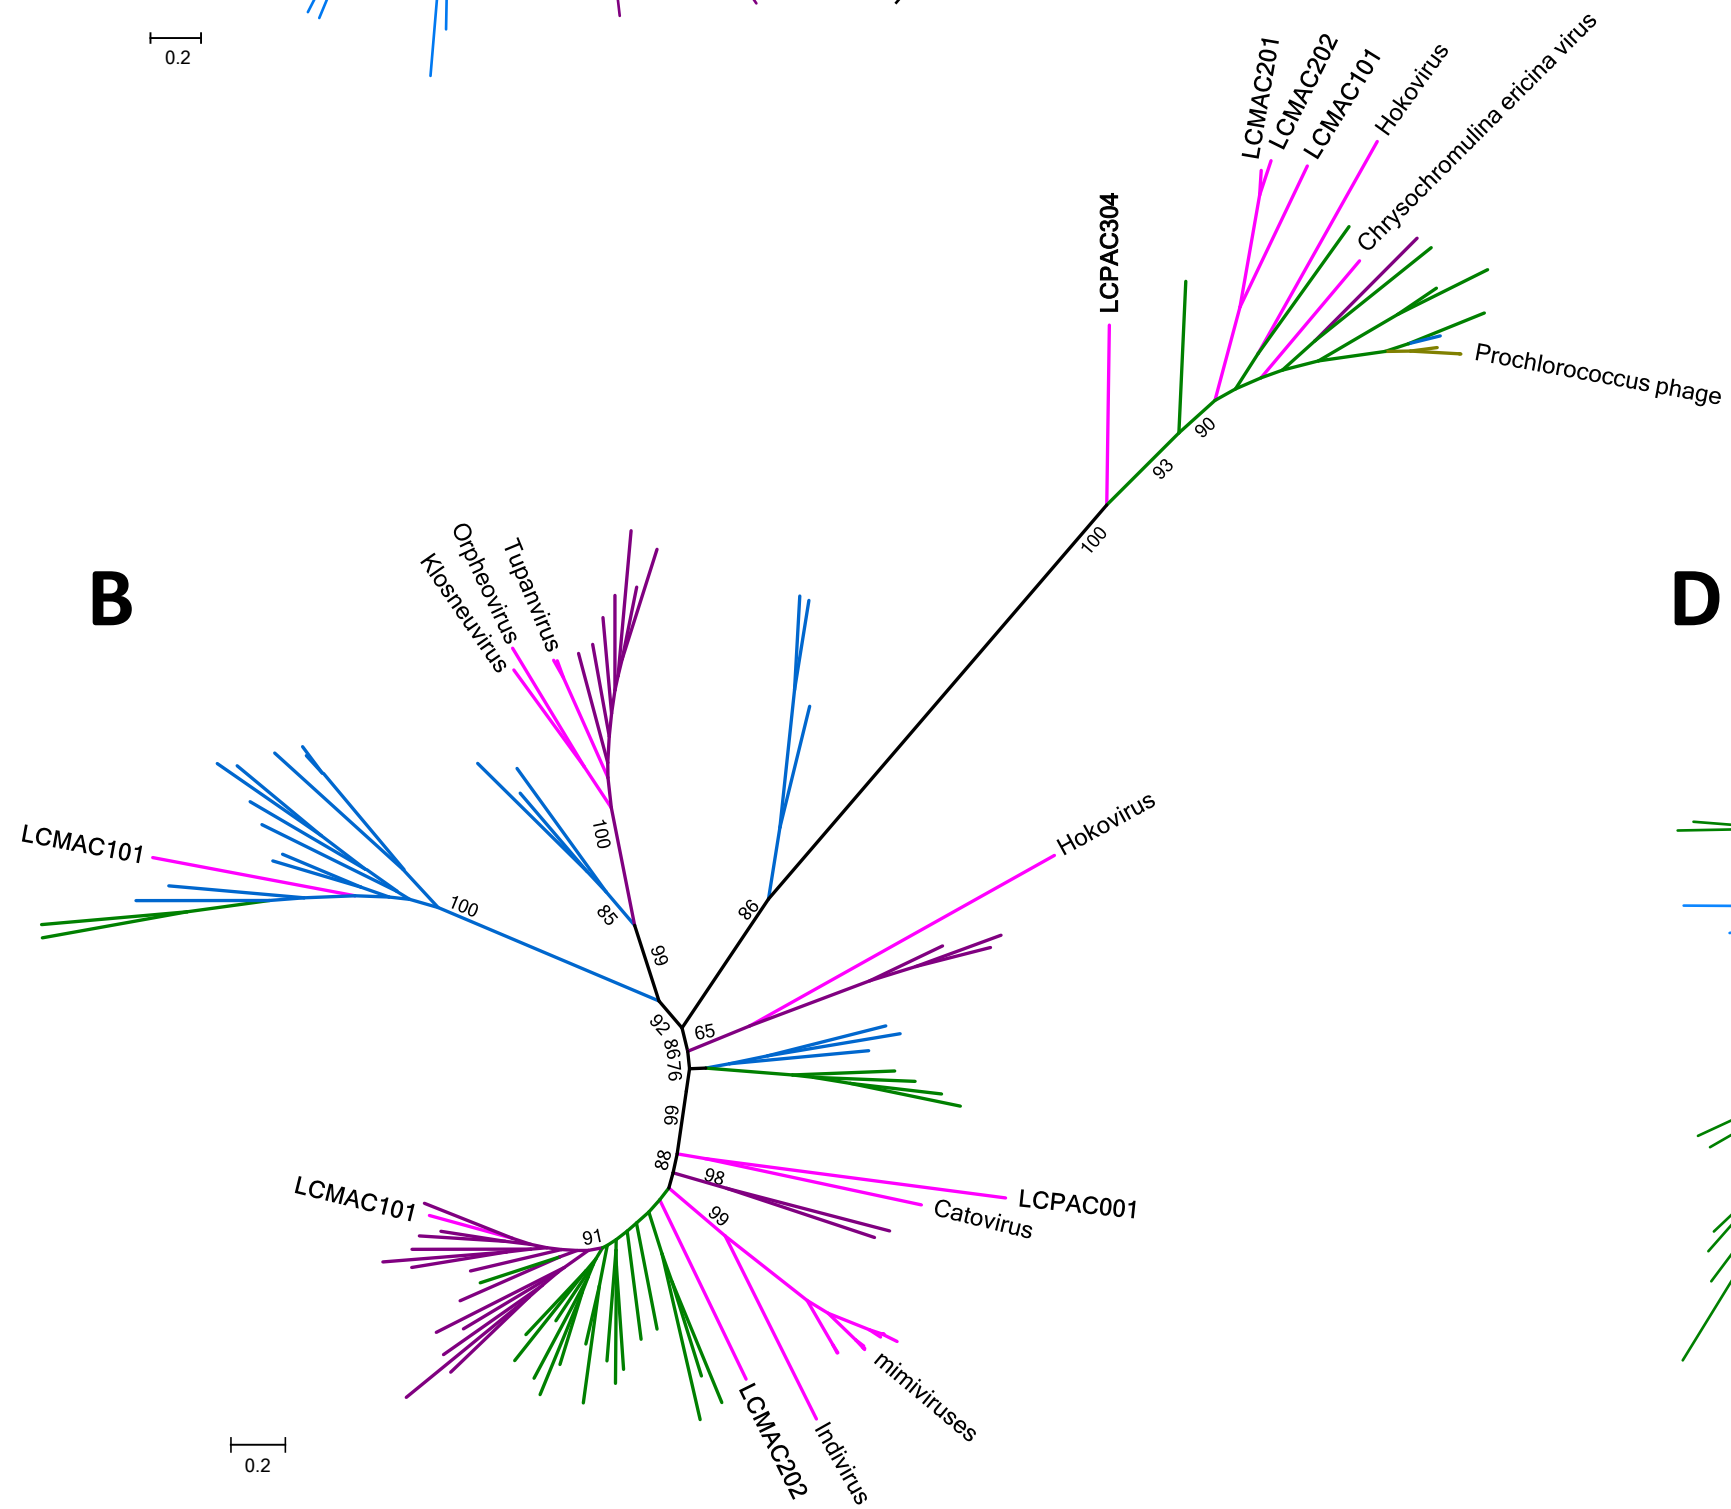 0.2
LCMAC201
LCMAC202
LCMAC101
Hokovirus
Chrysochromulina ericina virus
LCPAC304
Prochlorococcus phage
90
93
100
B
D
Klosneuvirus
Orpheovirus
Tupanvirus
100
LCMAC101
100
85
99
86
Hokovirus
92
65
86
76
99
88
98
LCPAC001
Catovirus
LCMAC101
91
99
mimiviruses
LCMAC202
Indivirus
0.2